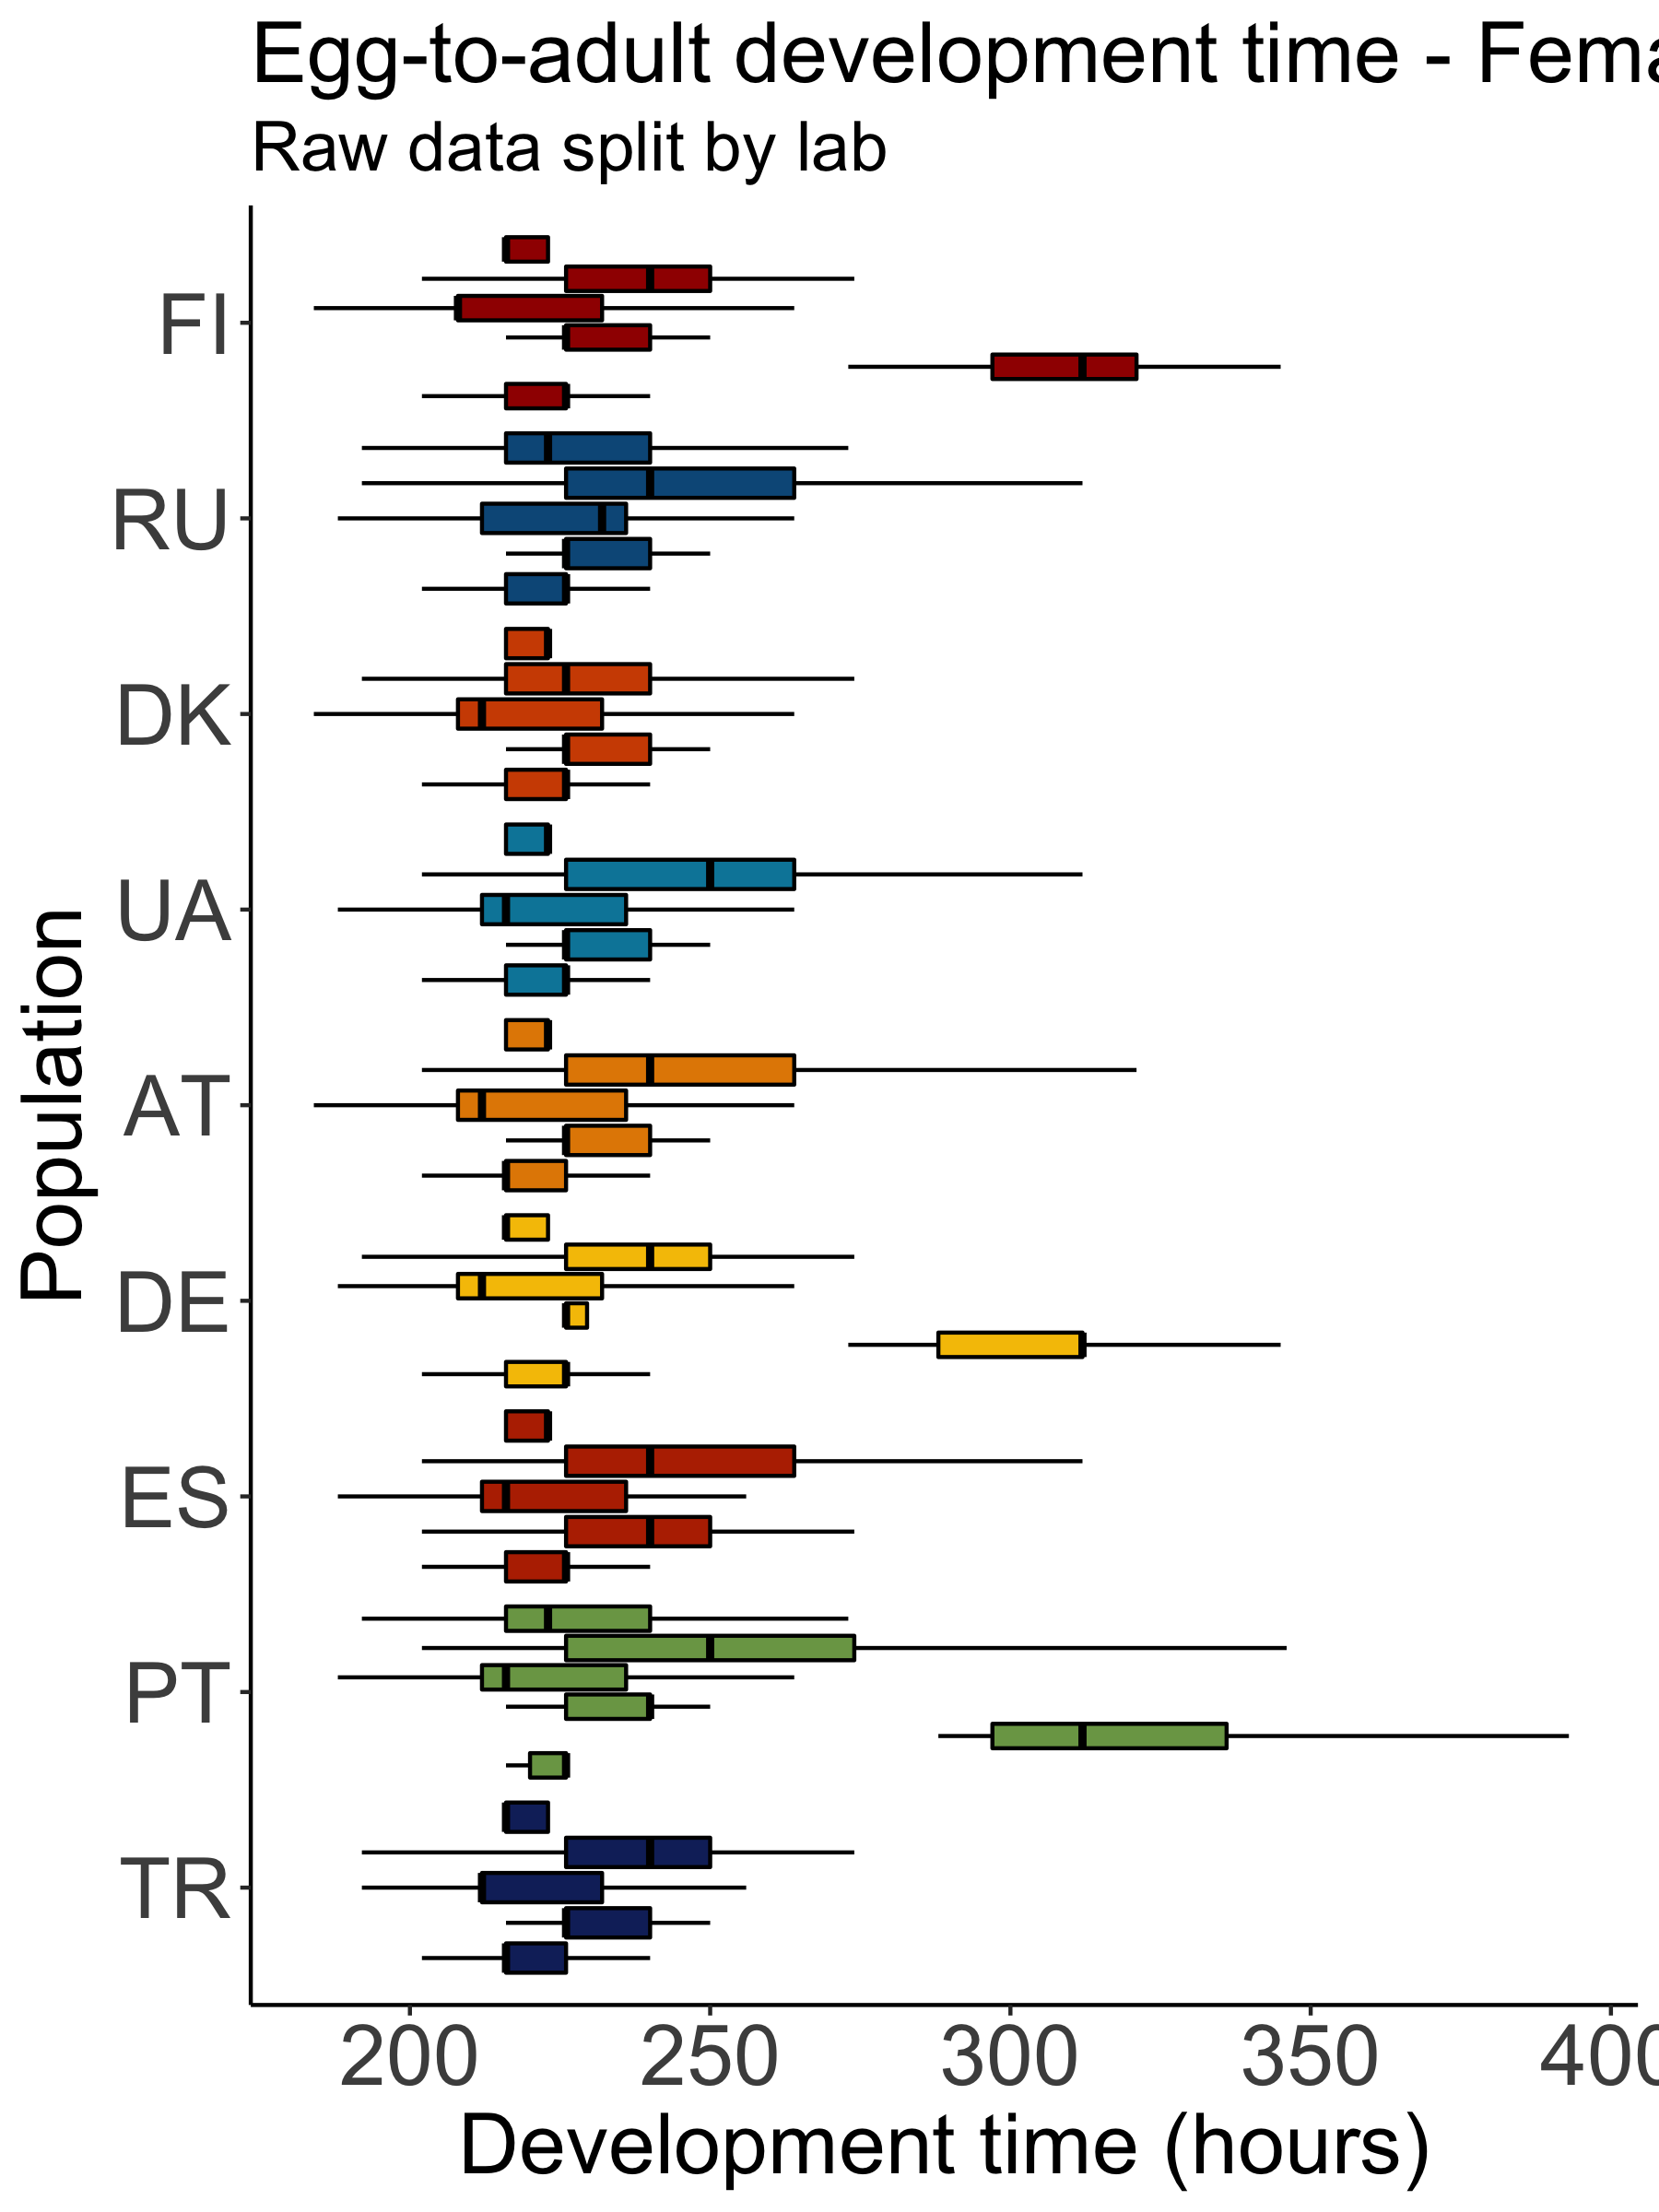 Egg-to-adult development time - Fema
Raw data split by lab
FI
RU
DK
UA
AT
DE
ES
PT
TR
Population
200 250 300 350 400
Development time (hours)